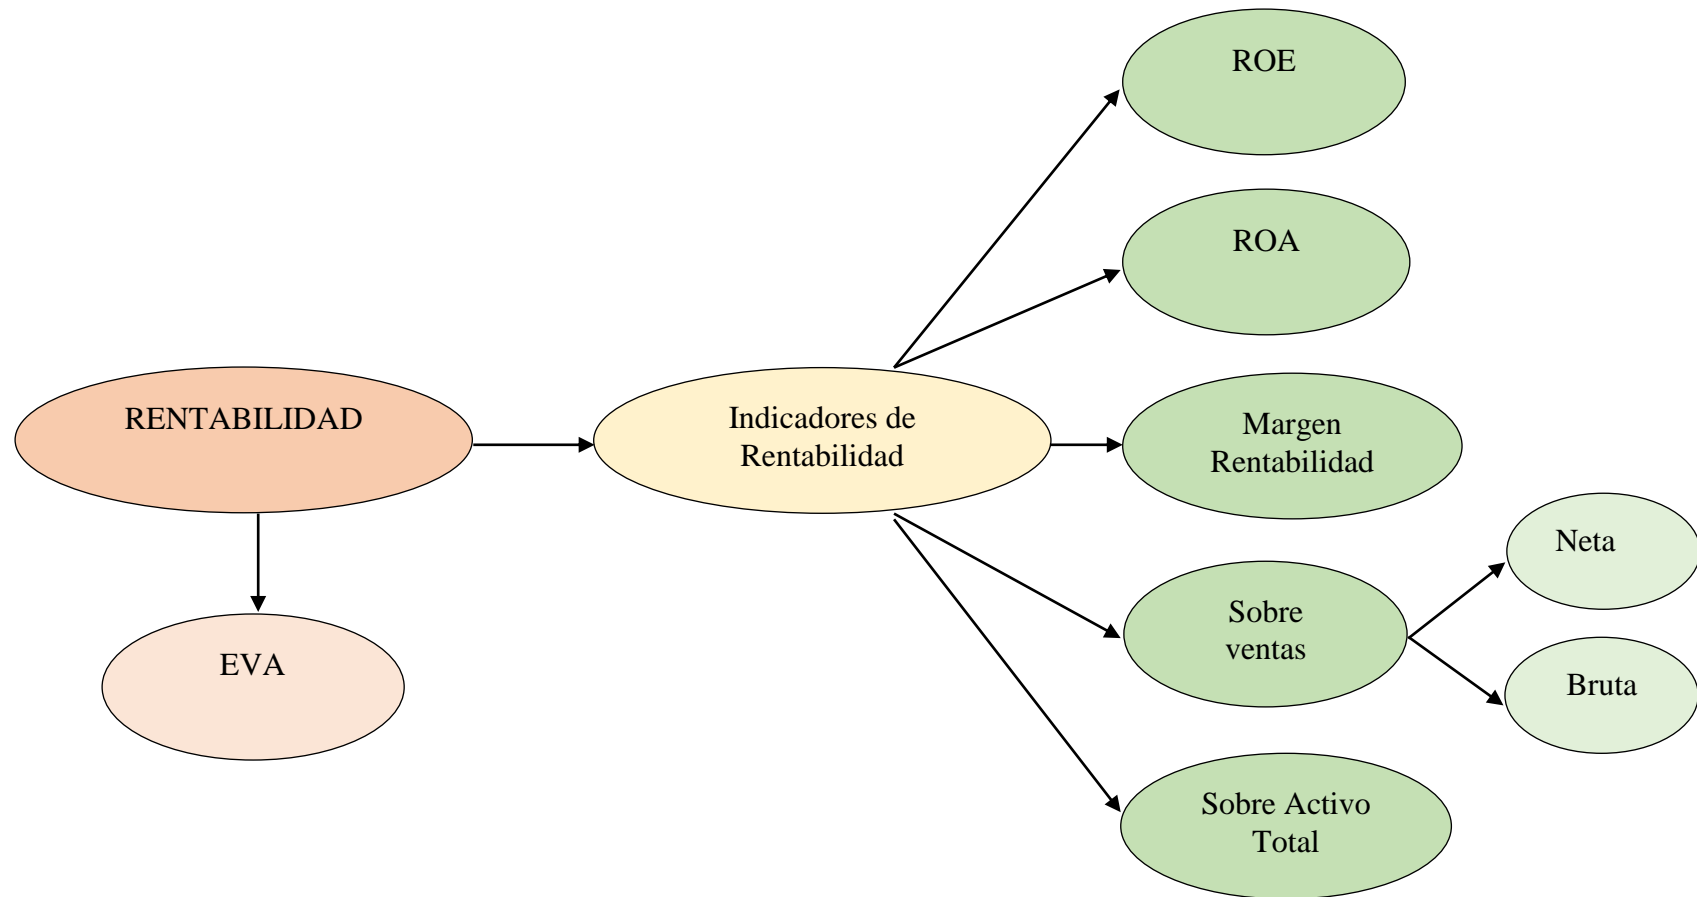 ROE
ROA
RENTABILIDAD
Indicadores de
Rentabilidad
Margen
Rentabilidad
Neta
Sobre
ventas
EVA
Bruta
Sobre Activo
Total